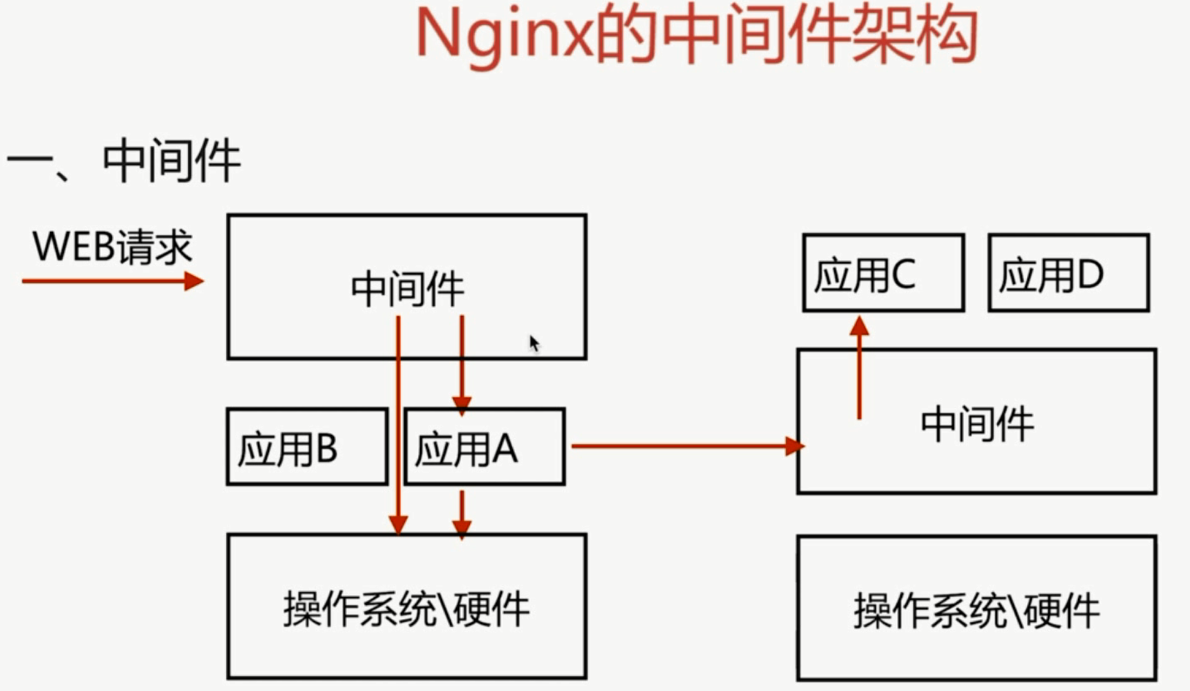 Nginx的中间件架构
一、中间件
WEB请求
中间件
应用B
应用A
操作系统\硬件
应用C
应用D
中间件
操作系统\硬件